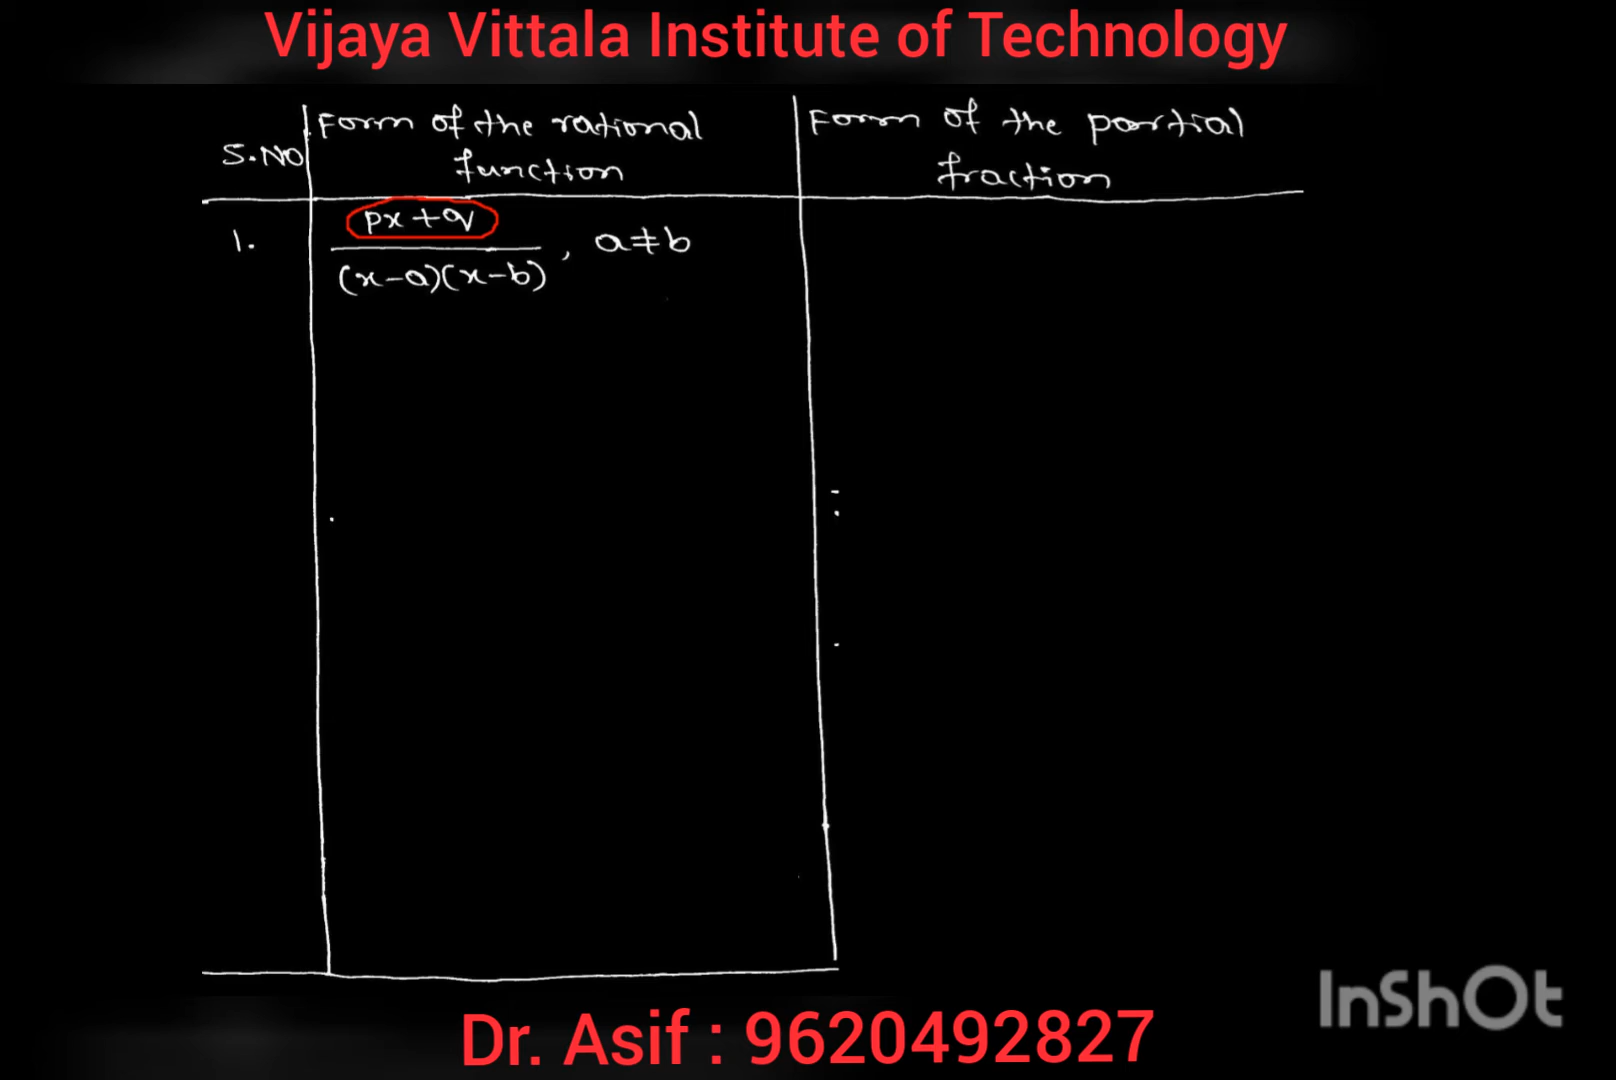 Vijaya Vittala Institute of Technology
S.NO
Form of the rational
function
Form of the partial
fraction
1.
px+q
(x-a)(x-b) , a≠b
InShOt
Dr. Asif : 9620492827